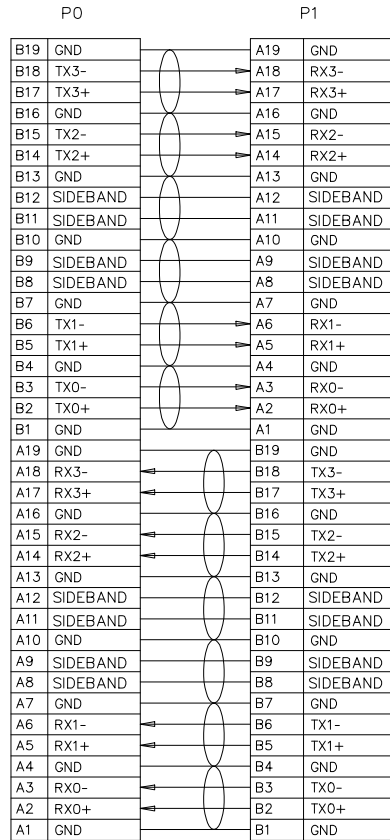 P0 P1
B19 GND A19 GND
B18 TX3- A18 RX3-
B17 TX3+ A17 RX3+
B16 GND A16 GND
B15 TX2- A15 RX2-
B14 TX2+ A14 RX2+
B13 GND A13 GND
B12 SIDEBAND A12 SIDEBAND
B11 SIDEBAND A11 SIDEBAND
B10 GND A10 GND
B9 SIDEBAND A9 SIDEBAND
B8 SIDEBAND A8 SIDEBAND
B7 GND A7 GND
B6 TX1- A6 RX1-
B5 TX1+ A5 RX1+
B4 GND A4 GND
B3 TX0- A3 RX0-
B2 TX0+ A2 RX0+
B1 GND A1 GND
A19 GND B19 GND
A18 RX3- B18 TX3-
A17 RX3+ B17 TX3+
A16 GND B16 GND
A15 RX2- B15 TX2-
A14 RX2+ B14 TX2+
A13 GND B13 GND
A12 SIDEBAND B12 SIDEBAND
A11 SIDEBAND B11 SIDEBAND
A10 GND B10 GND
A9 SIDEBAND B9 SIDEBAND
A8 SIDEBAND B8 SIDEBAND
A7 GND B7 GND
A6 RX1- B6 TX1-
A5 RX1+ B5 TX1+
A4 GND B4 GND
A3 RX0- B3 TX0-
A2 RX0+ B2 TX0+
A1 GND B1 GND